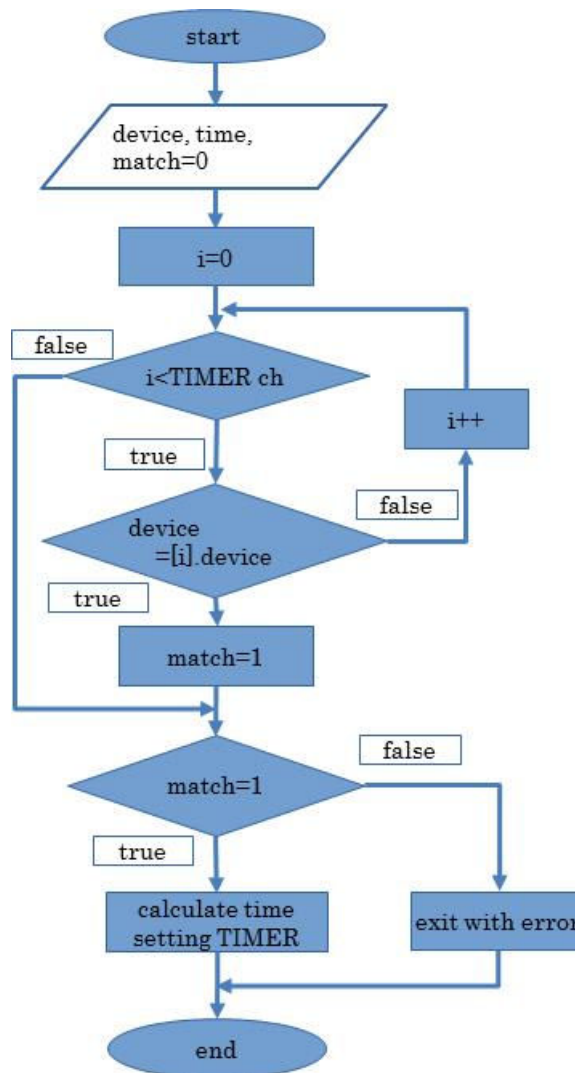 start
device, time,
match=0
i=0
false
i<TIMER ch
i++
true
false
device
=[i].device
true
match=1
false
match=1
true
calculate time
setting TIMER
exit with error
end